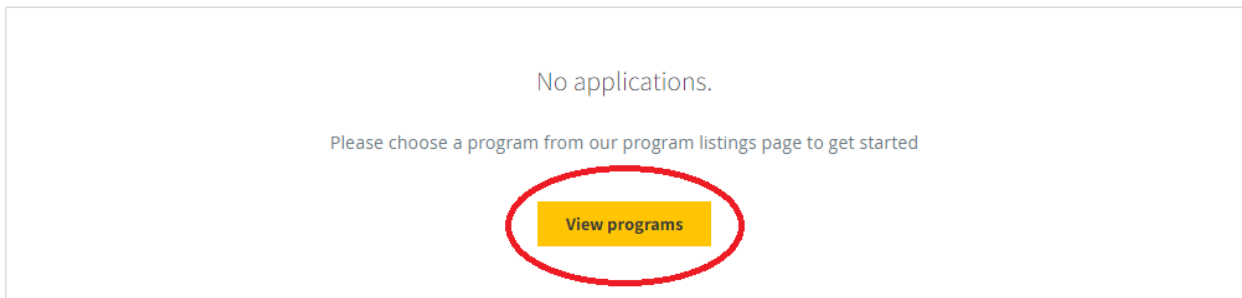 No applications.
Please choose a program from our program listings page to get started
View programs